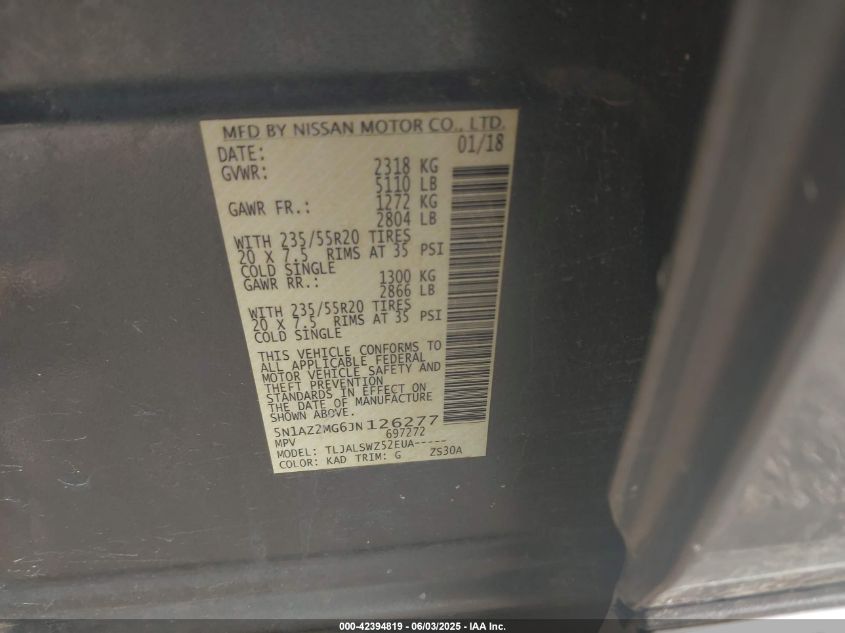 MFD BY NISSAN MOTOR CO., LTD.
DATE: 01/18
GVWR: 2318 KG
5110 LB
GAWR FR.: 1272 KG
2804 LB
WITH 235/55R20 TIRES
20 X 7.5 RIMS AT 35 PSI
COLD SINGLE
GAWR RR.: 1300 KG
2866 LB
WITH 235/55R20 TIRES
20 X 7.5 RIMS AT 35 PSI
COLD SINGLE
THIS VEHICLE CONFORMS TO
ALL APPLICABLE FEDERAL
MOTOR VEHICLE SAFETY AND
THEFT PREVENTION
STANDARDS IN EFFECT ON
THE DATE OF MANUFACTURE
SHOWN ABOVE.
5N1AZ2MG6JN126277
MPV 697272
MODEL: TLJALSWZ52EUA-----
COLOR: KAD TRIM: G ZS30A
000-42394819 - 06/03/2025 - IAA Inc.